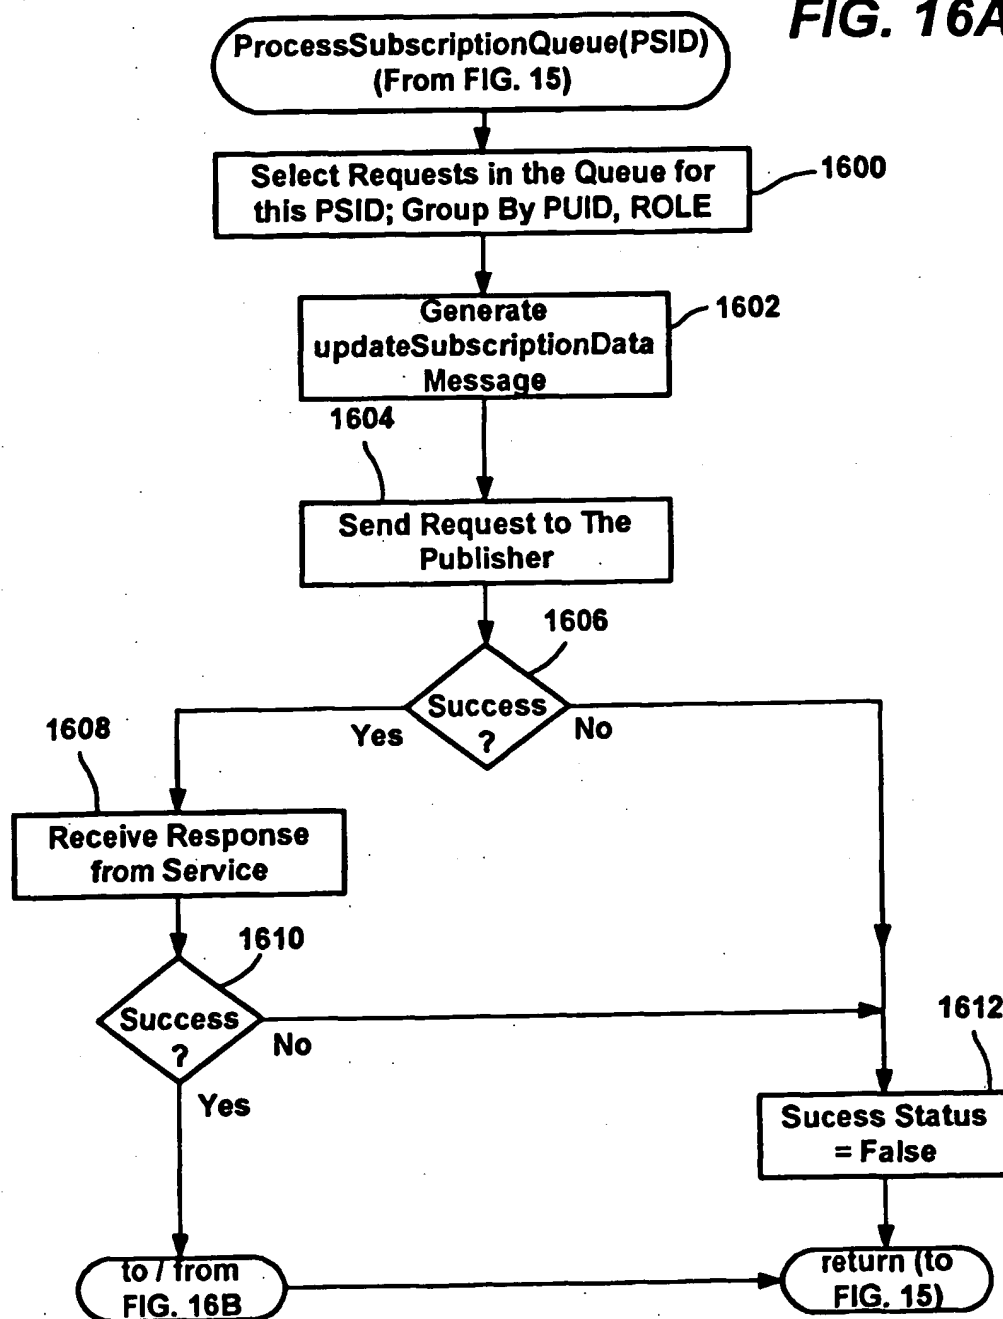 FIG. 16A
ProcessSubscriptionQueue(PSID)
(From FIG. 15)
Select Requests in the Queue for
this PSID; Group By PUID, ROLE
1600
Generate
updateSubscriptionData
Message
1602
1604
Send Request to The
Publisher
1606
Success
?
Yes
No
1608
Receive Response
from Service
1610
Success
?
No
Yes
1612
Sucess Status
= False
to / from
FIG. 16B
return (to
FIG. 15)